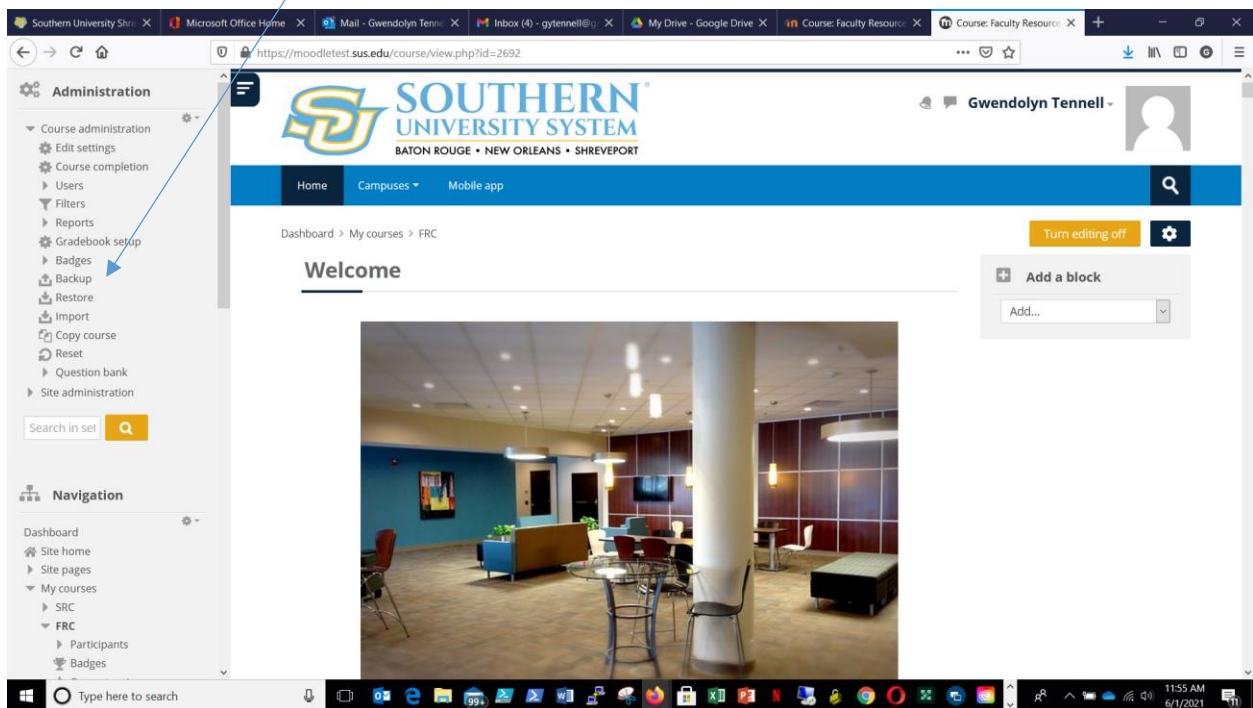 Southern University Shre
Microsoft Office Home
Mail - Gwendolyn Tenne
Inbox (4) - gytennell@g
My Drive - Google Drive
Course: Faculty Resource
Course: Faculty Resource
https://moodletest.sus.edu/course/view.php?id=2692
Administration
Course administration
Edit settings
Course completion
Users
Filters
Reports
Gradebook setup
Badges
Backup
Restore
Import
Copy course
Reset
Question bank
Site administration
Search in set
Navigation
Dashboard
Site home
Site pages
My courses
SRC
FRC
Participants
Badges
SU
SOUTHERN
UNIVERSITY SYSTEM
BATON ROUGE • NEW ORLEANS • SHREVEPORT
Gwendolyn Tennell
Home Campuses Mobile app
Dashboard > My courses > FRC
Turn editing off
Welcome
Add a block
Add...
Type here to search
99+
11:55 AM
6/1/2021